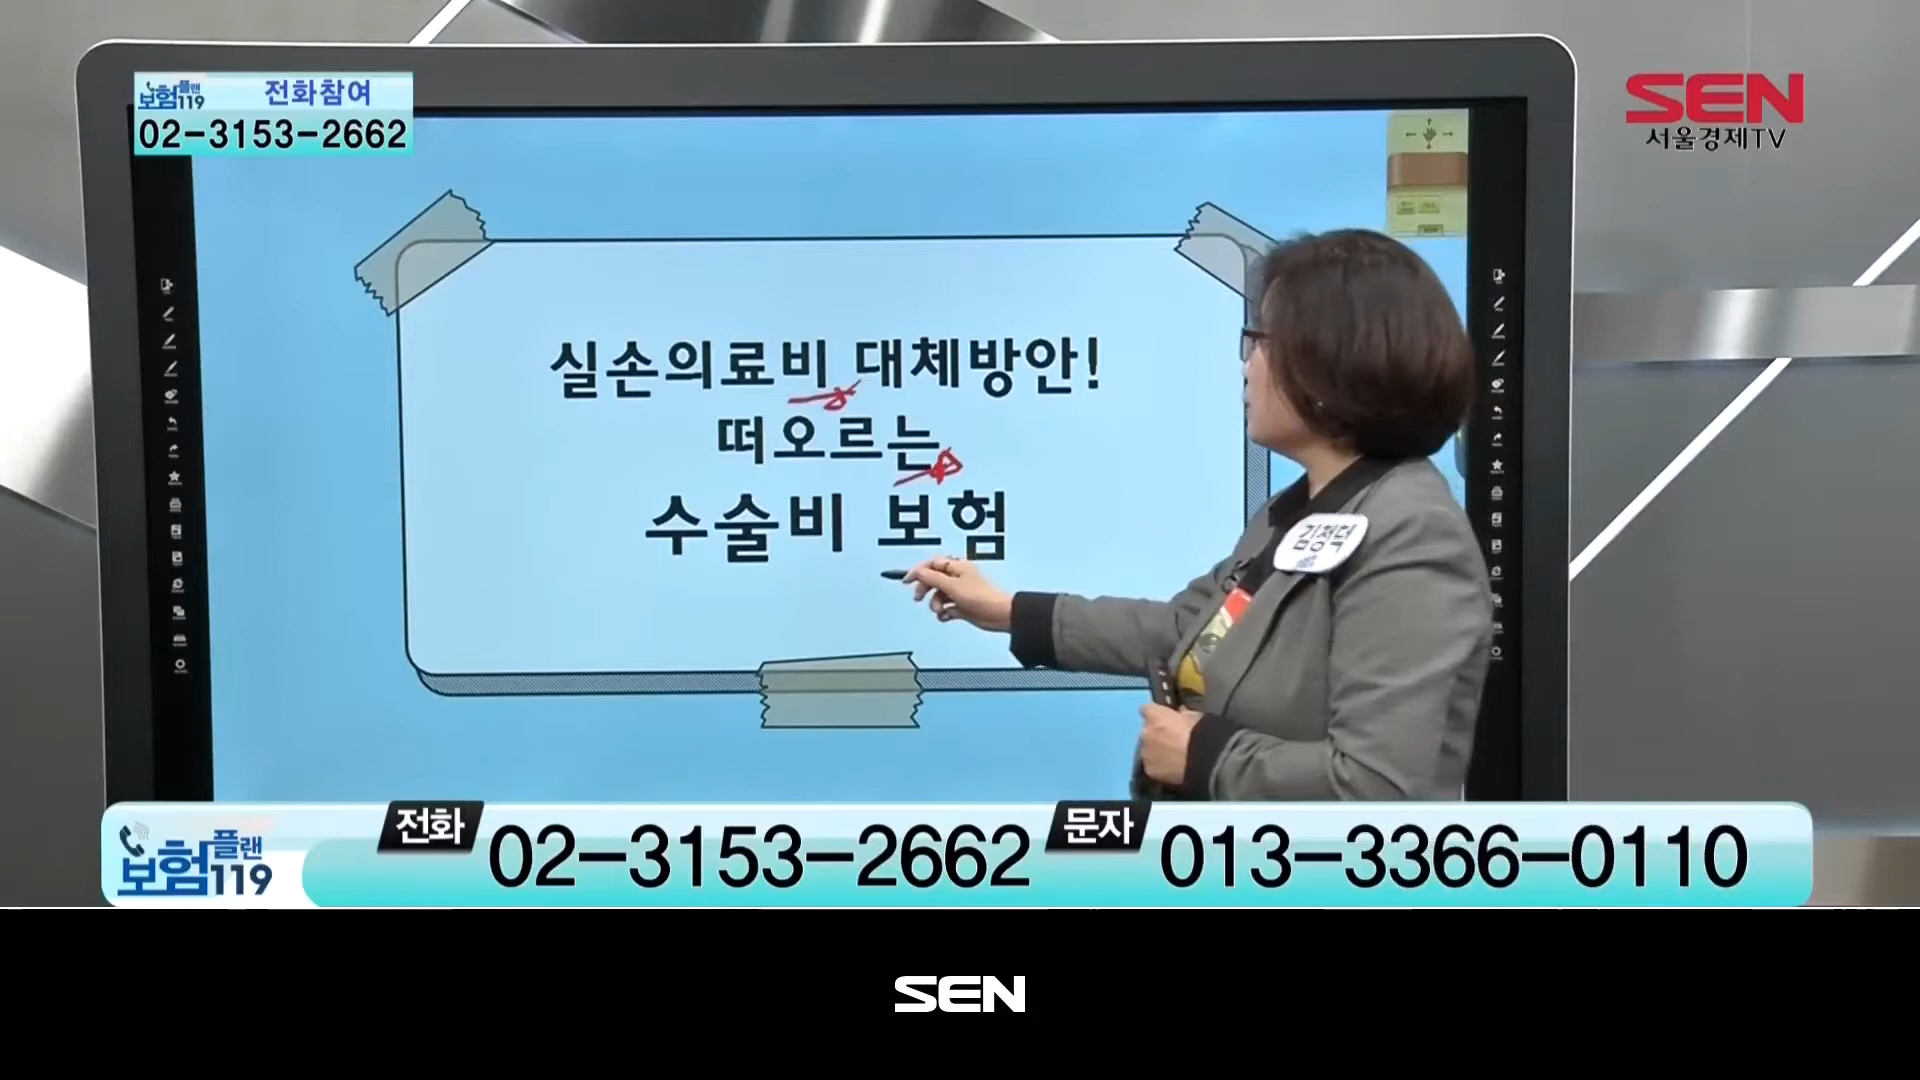 보험플랜119 전화참여
02-3153-2662
SEN
서울경제TV
실손의료비 대체방안!
떠오르는
수술비 보험
보험플랜119
전화 02-3153-2662 문자 013-3366-0110
SEN